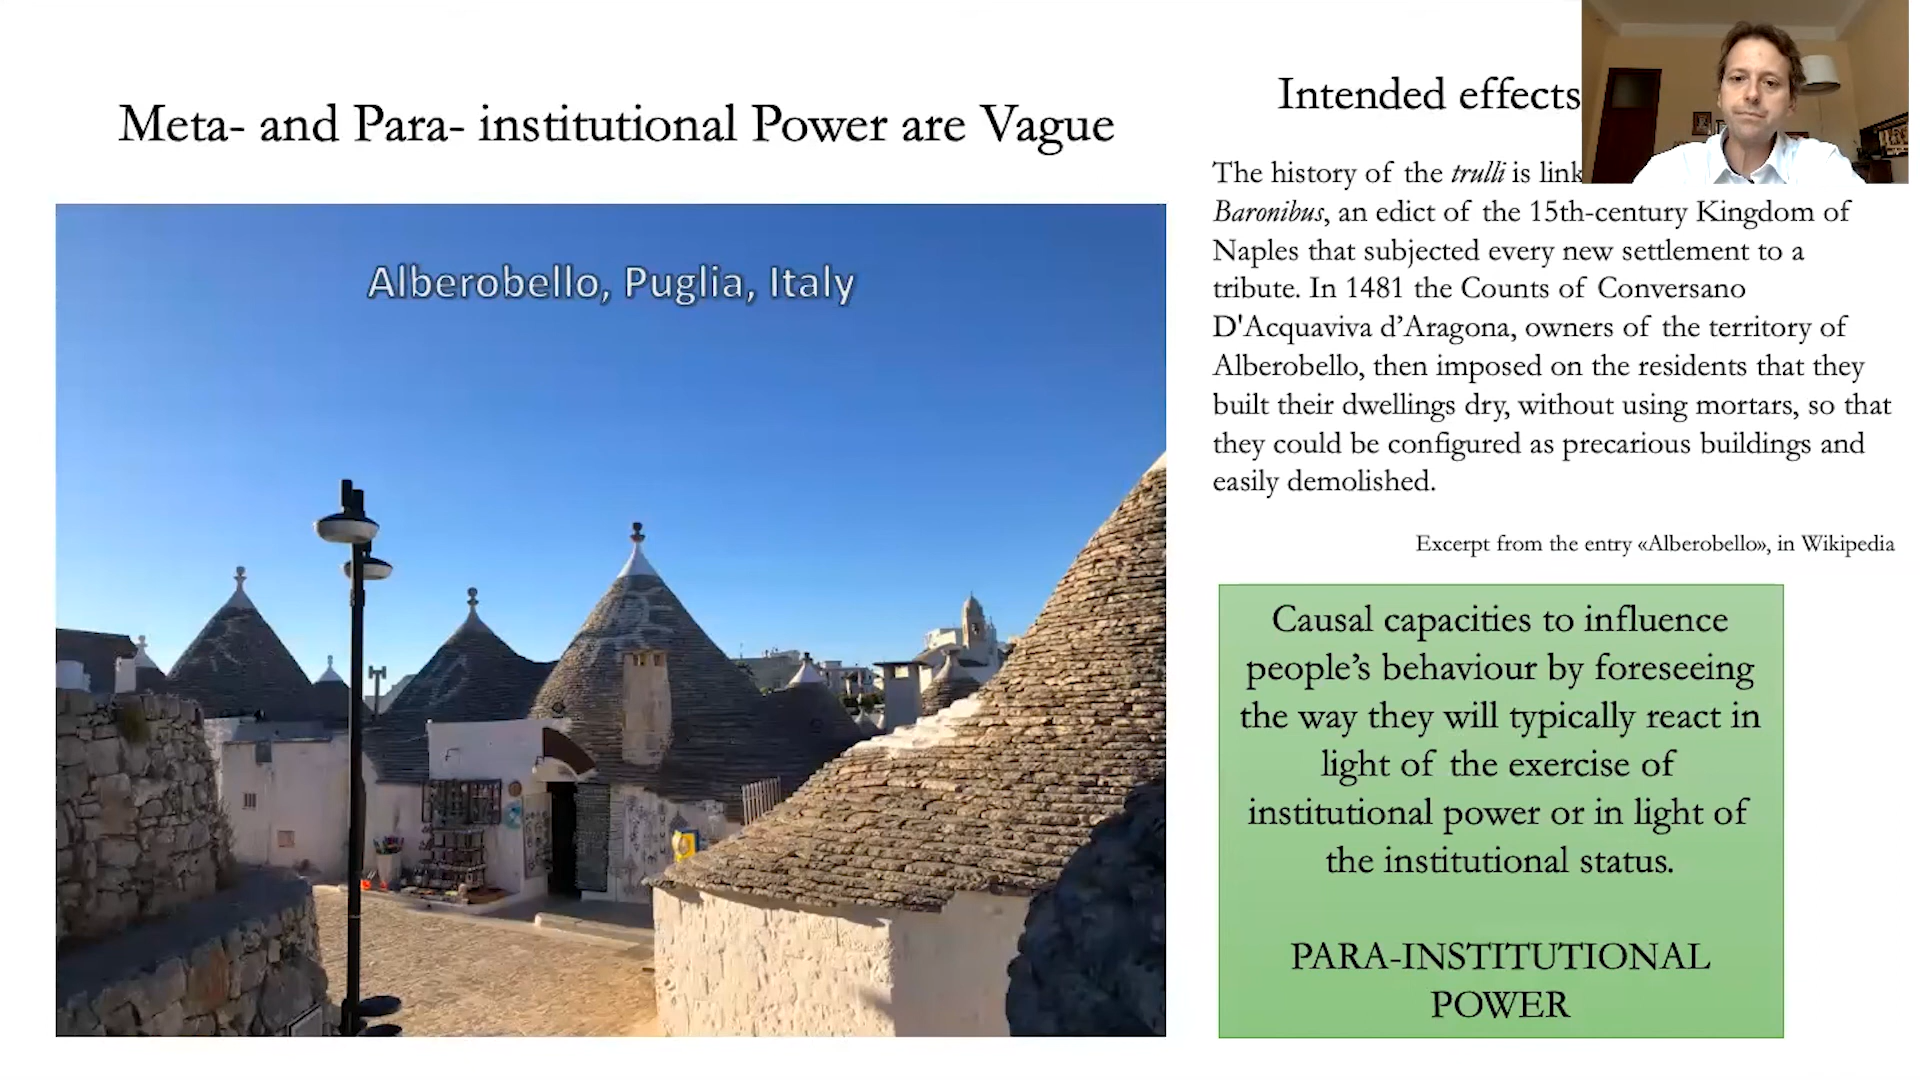 Meta- and Para- institutional Power are Vague
Alberobello, Puglia, Italy
Intended effects
The history of the trulli is link
Baronibus, an edict of the 15th-century Kingdom of
Naples that subjected every new settlement to a
tribute. In 1481 the Counts of Conversano
D'Acquaviva d’Aragona, owners of the territory of
Alberobello, then imposed on the residents that they
built their dwellings dry, without using mortars, so that
they could be configured as precarious buildings and
easily demolished.
Excerpt from the entry «Alberobello», in Wikipedia
Causal capacities to influence
people’s behaviour by foreseeing
the way they will typically react in
light of the exercise of
institutional power or in light of
the institutional status.
PARA-INSTITUTIONAL
POWER